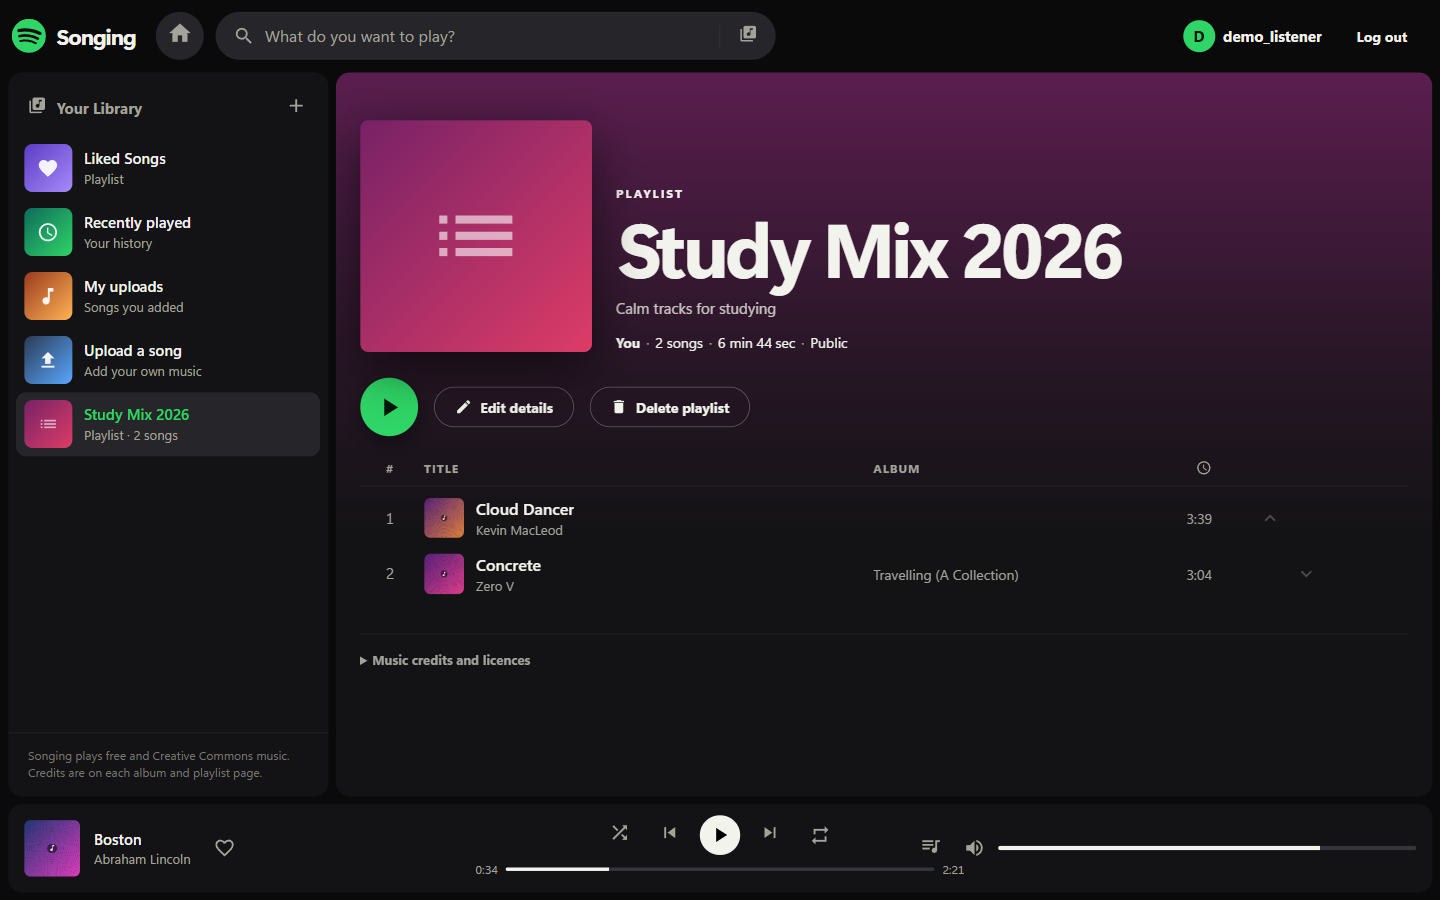 Songing
What do you want to play?
D
demo_listener
Log out
Your Library
Liked Songs
Playlist
Recently played
Your history
My uploads
Songs you added
Upload a song
Add your own music
Study Mix 2026
Playlist · 2 songs
Songing plays free and Creative Commons music.
Credits are on each album and playlist page.
PLAYLIST
Study Mix 2026
Calm tracks for studying
You · 2 songs · 6 min 44 sec · Public
Edit details
Delete playlist
# TITLE ALBUM
1 Cloud Dancer 3:39
Kevin MacLeod
2 Concrete Travelling (A Collection) 3:04
Zero V
Music credits and licences
Boston
Abraham Lincoln
0:34
2:21